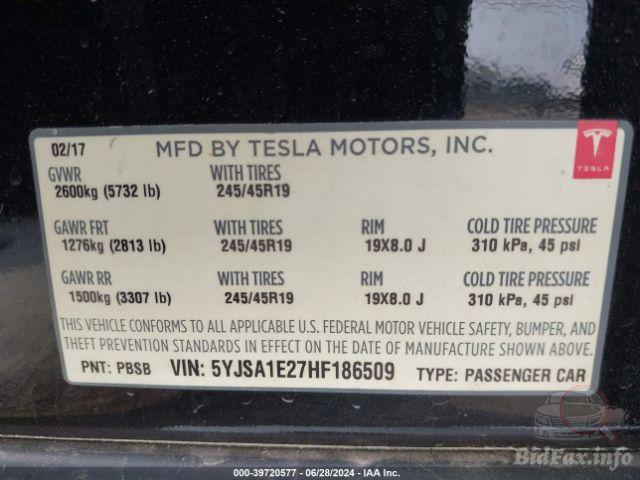 02/17 MFD BY TESLA MOTORS, INC.
TESLA
GVWR WITH TIRES
2600kg (5732 lb) 245/45R19
GAWR FRT WITH TIRES RIM COLD TIRE PRESSURE
1276kg (2813 lb) 245/45R19 19X8.0 J 310 kPa, 45 psi
GAWR RR WITH TIRES RIM COLD TIRE PRESSURE
1500kg (3307 lb) 245/45R19 19X8.0 J 310 kPa, 45 psi
THIS VEHICLE CONFORMS TO ALL APPLICABLE U.S. FEDERAL MOTOR VEHICLE SAFETY, BUMPER, AND
THEFT PREVENTION STANDARDS IN EFFECT ON THE DATE OF MANUFACTURE SHOWN ABOVE.
PNT: PBSB VIN: 5YJSA1E27HF186509 TYPE: PASSENGER CAR
BidFax.info
000-39720577 - 06/28/2024 - IAA Inc.